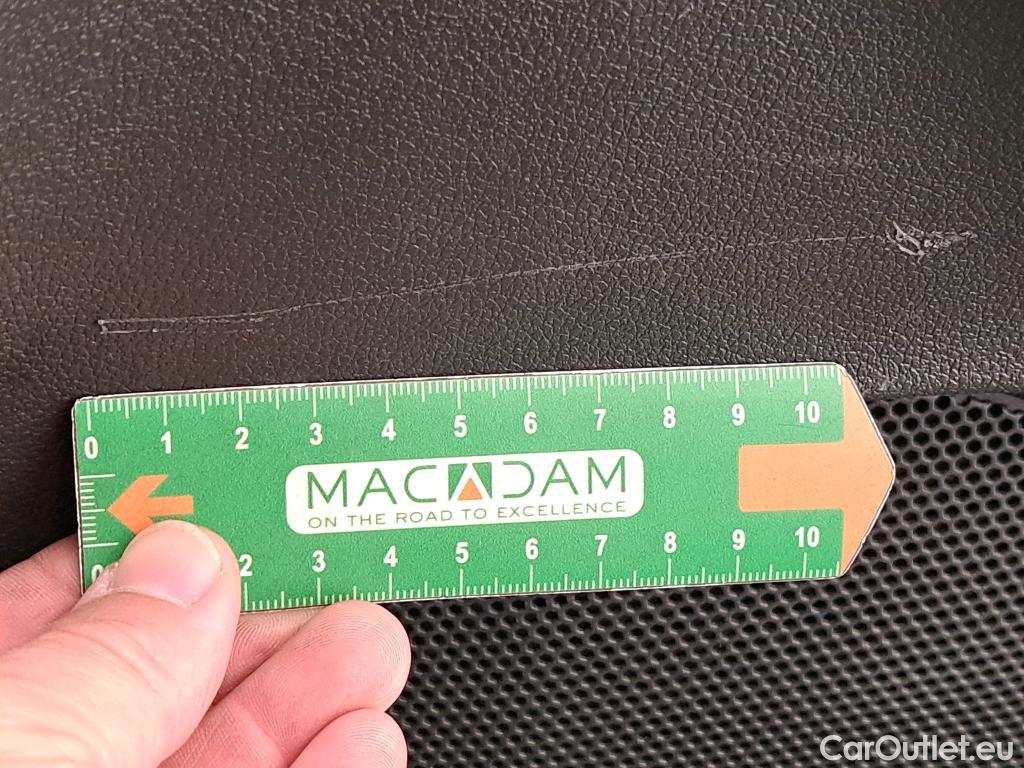 0 1 2 3 4 5 6 7 8 9 10
MACADAM
ON THE ROAD TO EXCELLENCE
0 2 3 4 5 6 7 8 9 10
CarOutlet.eu